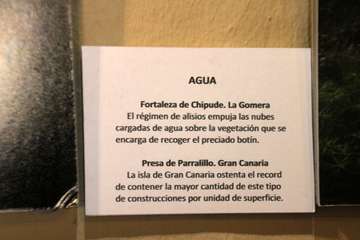 AGUA
Fortaleza de Chipude. La Gomera
El régimen de alisios empuja las nubes
cargadas de agua sobre la vegetación que se
encarga de recoger el preciado botín.
Presa de Parralillo. Gran Canaria
La isla de Gran Canaria ostenta el record
de contener la mayor cantidad de este tipo
de construcciones por unidad de superficie.